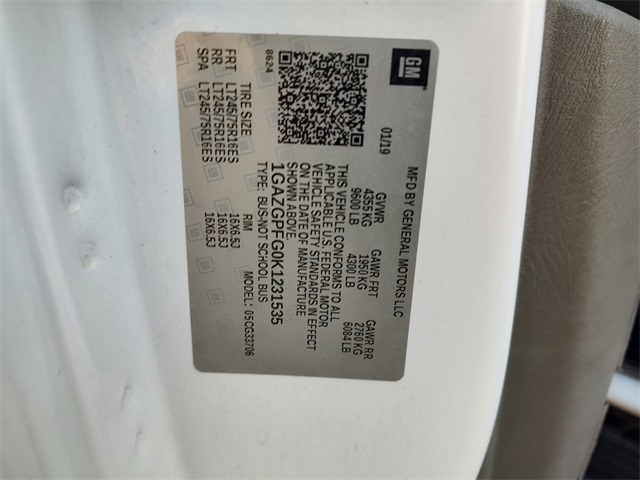 GM
MFD BY GENERAL MOTORS LLC
01/19
GVWR GAWR FRT GAWR RR
4355 KG 1950 KG 2760 KG
9600 LB 4300 LB 6084 LB
THIS VEHICLE CONFORMS TO ALL
APPLICABLE U.S. FEDERAL MOTOR
VEHICLE SAFETY STANDARDS IN EFFECT
ON THE DATE OF MANUFACTURE
SHOWN ABOVE.
1GAZGPFG0K1231535
TYPE: BUS-NOT SCHOOL BUS
8624
MODEL: 05CG33706
TIRE SIZE RIM
FRT LT245/75R16ES 16X6.5J
RR LT245/75R16ES 16X6.5J
SPA LT245/75R16ES 16X6.5J